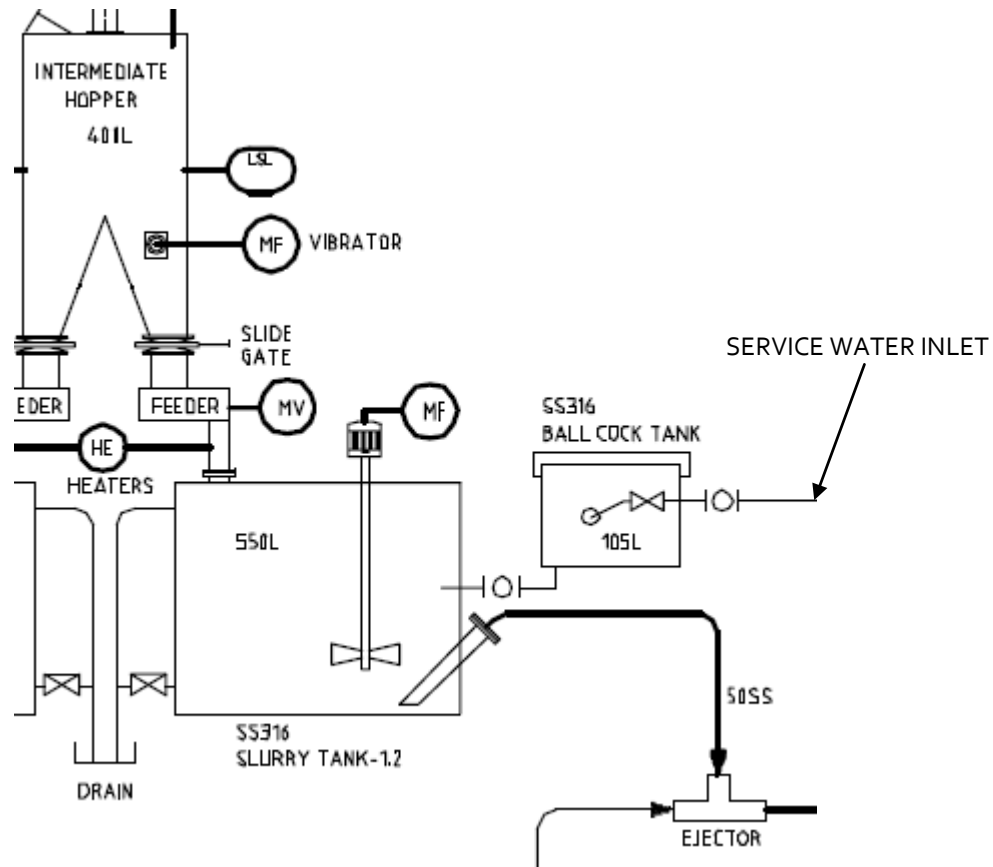 INTERMEDIATE
HOPPER
400L
LSL
MF
VIBRATOR
SLIDE
GATE
SERVICE WATER INLET
EDER
FEEDER
MV
MF
SS316
BALL COCK TANK
HE
HEATERS
550L
105L
50SS
SS316
SLURRY TANK-1.2
DRAIN
EJECTOR